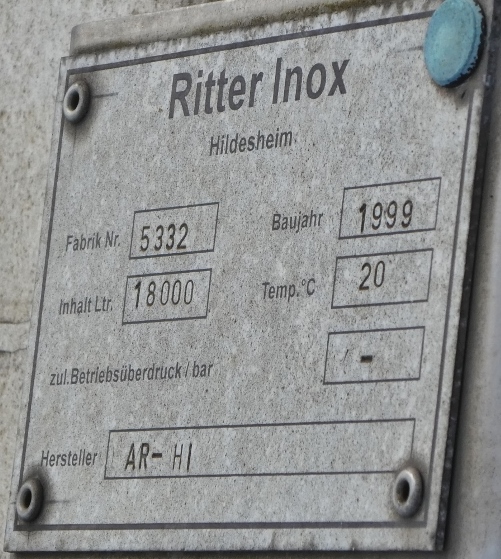 Ritter Inox
Hildesheim
Fabrik Nr. 5332 Baujahr 1999
Inhalt Ltr. 18000 Temp.°C 20
zul.Betriebsüberdruck / bar -
Hersteller AR-HI